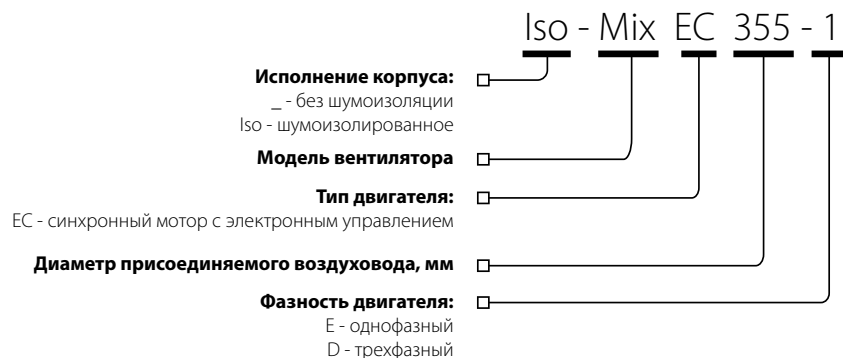 Iso - Mix EC 355 - 1
Исполнение корпуса:
_ - без шумоизоляции
Iso - шумоизолированное
Модель вентилятора
Тип двигателя:
EC - синхронный мотор с электронным управлением
Диаметр присоединяемого воздуховода, мм
Фазность двигателя:
E - однофазный
D - трехфазный